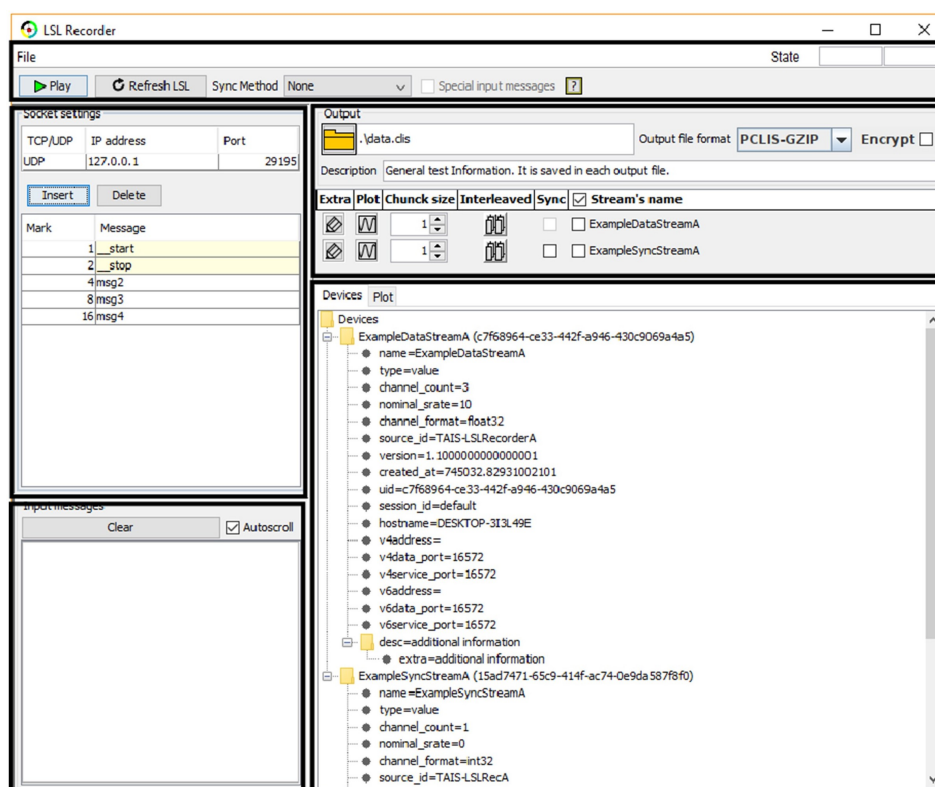 LSL Recorder
File
State
Play
Refresh LSL
Sync Method
None
Special input messages
?
Socket settings
TCP/UDP IP address Port
UDP 127.0.0.1 29195
Insert
Delete
Mark Message
1 __start
2 __stop
4 msg2
8 msg3
16 msg4
Input messages
Clear
Autoscroll
Output
.\data.clis
Output file format
PCLIS-GZIP
Encrypt
Description
General test Information. It is saved in each output file.
Extra Plot Chunck size Interleaved Sync Stream's name
1 ExampleDataStreamA
1 ExampleSyncStreamA
Devices Plot
Devices
ExampleDataStreamA (c7f68964-ce33-442f-a946-430c9069a4a5)
name=ExampleDataStreamA
type=value
channel_count=3
nominal_srate=10
channel_format=float32
source_id=TAIS-LSLRecorderA
version=1.1000000000000001
created_at=745032.82931002101
uid=c7f68964-ce33-442f-a946-430c9069a4a5
session_id=default
hostname=DESKTOP-3I3L49E
v4address=
v4data_port=16572
v4service_port=16572
v6address=
v6data_port=16572
v6service_port=16572
desc=additional information
extra=additional information
ExampleSyncStreamA (15ad7471-65c9-414f-ac74-0e9da587f8f0)
name=ExampleSyncStreamA
type=value
channel_count=1
nominal_srate=0
channel_format=int32
source_id=TAIS-LSLRecA